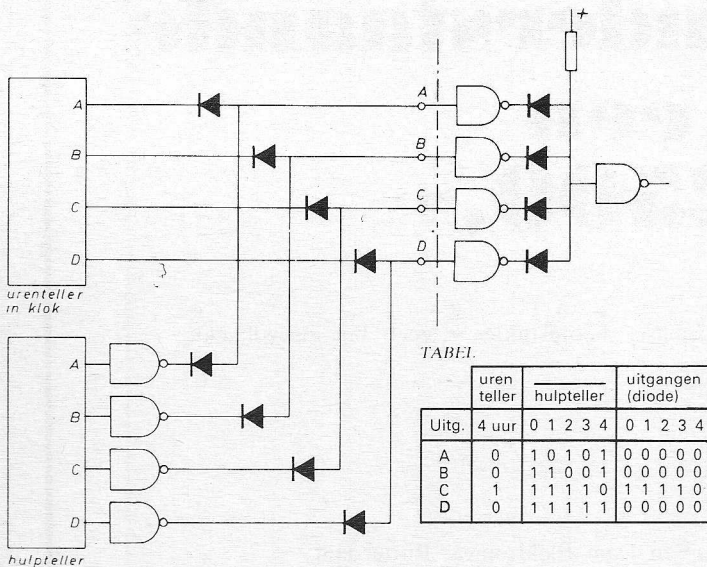 +
A
B
C
D
A
B
C
D
urenteller
in klok
A
B
C
D
hulpteller
TABEL
uren teller hulpteller uitgangen (diode)
Uitg. 4 uur 0 1 2 3 4 0 1 2 3 4
A 0 1 0 1 0 1 0 0 0 0 0
B 0 1 1 0 0 1 0 0 0 0 0
C 1 1 1 1 1 0 1 1 1 1 0
D 0 1 1 1 1 1 0 0 0 0 0